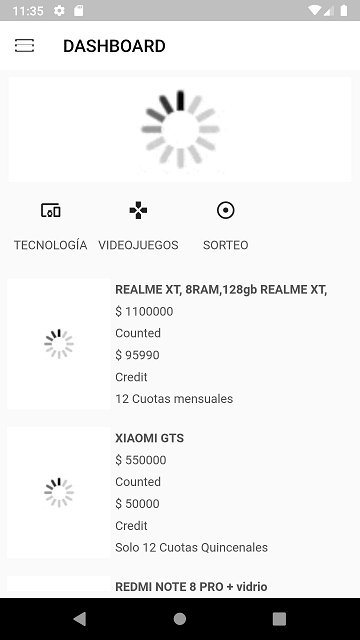 11:35
DASHBOARD
TECNOLOGÍA VIDEOJUEGOS SORTEO
REALME XT, 8RAM,128gb REALME XT,
$ 1100000
Counted
$ 95990
Credit
12 Cuotas mensuales
XIAOMI GTS
$ 550000
Counted
$ 50000
Credit
Solo 12 Cuotas Quincenales
REDMI NOTE 8 PRO + vidrio